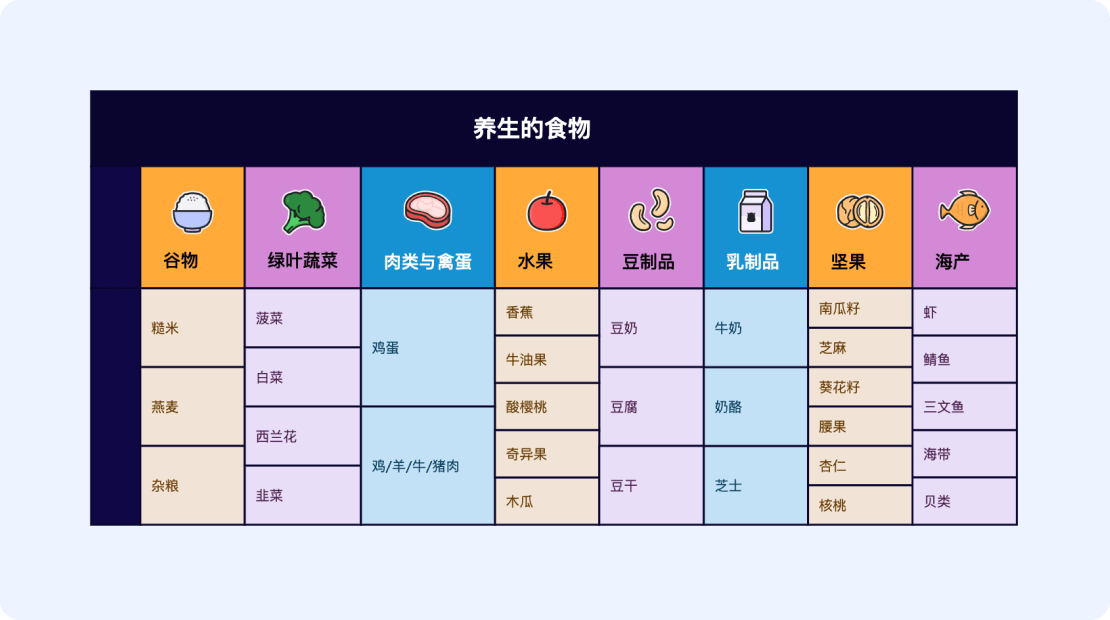 养生的食物
谷物
绿叶蔬菜
肉类与禽蛋
水果
豆制品
乳制品
坚果
海产
糙米
燕麦
杂粮
菠菜
白菜
西兰花
韭菜
鸡蛋
鸡/羊/牛/猪肉
香蕉
牛油果
酸樱桃
奇异果
木瓜
豆奶
豆腐
豆干
牛奶
奶酪
芝士
南瓜籽
芝麻
葵花籽
腰果
杏仁
核桃
虾
鲭鱼
三文鱼
海带
贝类